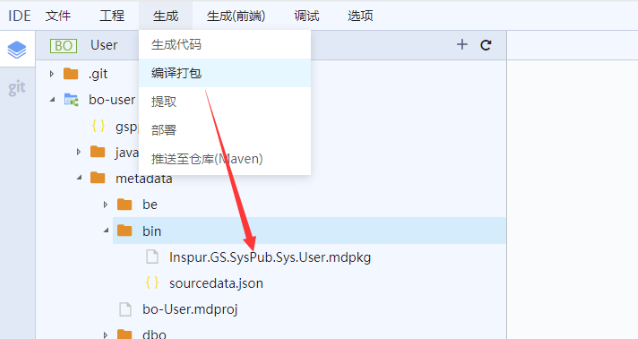 IDE 文件 工程 生成 生成(前端) 调试 选项
BO User
生成代码
.git
编译打包
bo-user
提取
gsp
部署
java
推送至仓库(Maven)
metadata
be
bin
Inspur.GS.SysPub.Sys.User.mdpkg
sourcedata.json
bo-User.mdproj
dbo
git